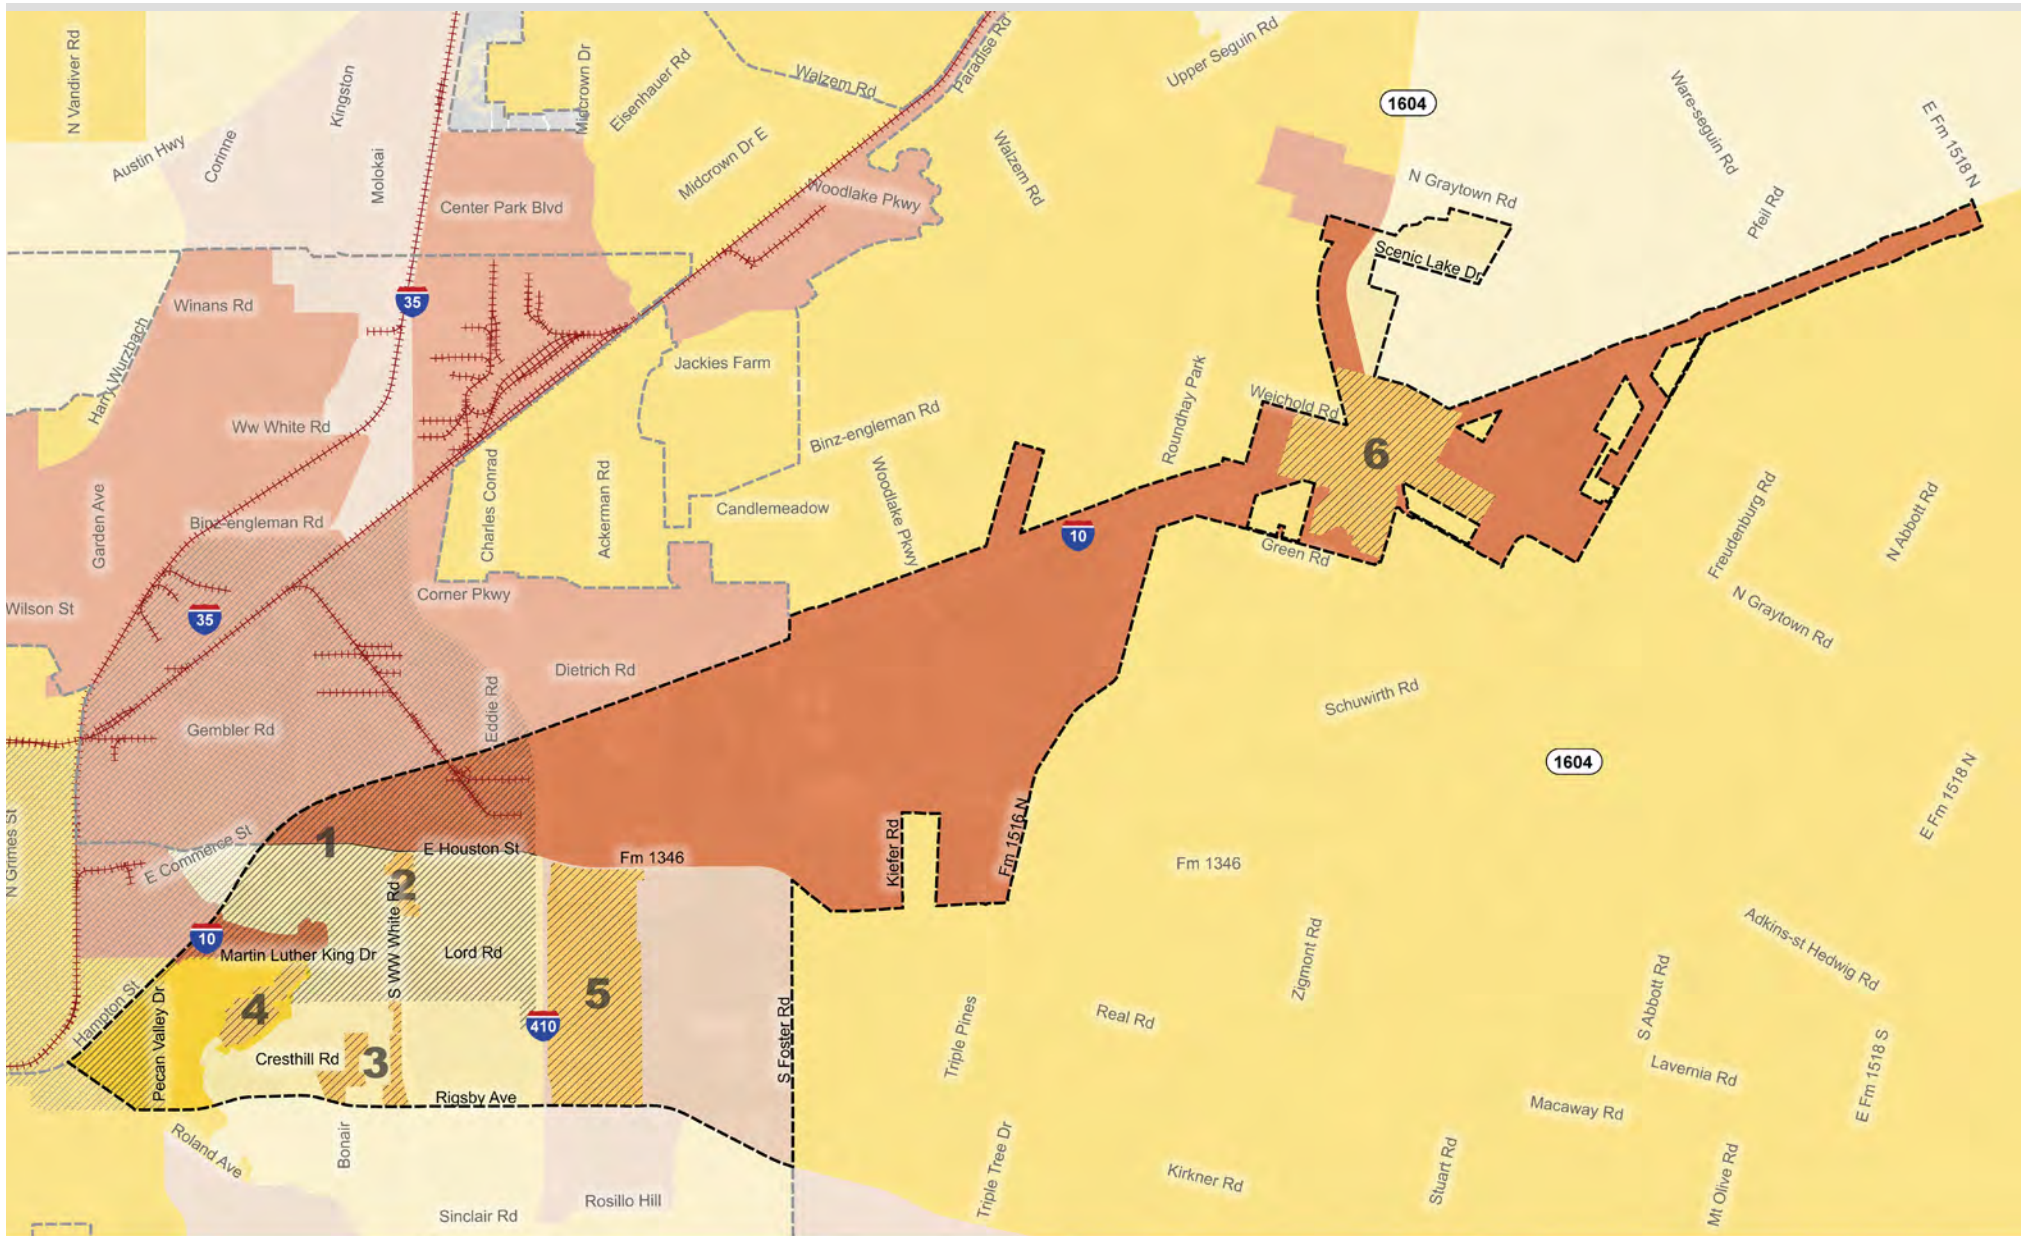 N Vandiver Rd
Kingston
Midcrown Dr
Eisenhauer Rd
Walzem Rd
Paradise Rd
Upper Seguin Rd
1604
Ware-seguin Rd
E Fm 1518 N
Austin Hwy
Corinne
Molokai
Midcrown Dr E
Walzem Rd
Center Park Blvd
Woodlake Pkwy
N Graytown Rd
Pfeil Rd
Scenic Lake Dr
Winans Rd
35
Harry Wurzbach
Jackies Farm
Roundhay Park
Weichold Rd
Ww White Rd
Binz-engleman Rd
6
Garden Ave
Binz-engleman Rd
Charles Conrad
Ackerman Rd
Candlemeadow
Woodlake Pkwy
10
Green Rd
Freudenburg Rd
N Abbott Rd
Wilson St
35
Corner Pkwy
N Graytown Rd
Dietrich Rd
Eddie Rd
Schuwirth Rd
Gembler Rd
1604
N Grimes St
E Commerce St
1
E Houston St
Fm 1346
Kiefer Rd
Fm 1516 N
Fm 1346
E Fm 1518 N
2
S WW White Rd
10
Martin Luther King Dr
Lord Rd
Zigmont Rd
Adkins-st Hedwig Rd
S Abbott Rd
Hampton St
Pecan Valley Dr
4
5
410
S Foster Rd
Triple Pines
Real Rd
Cresthill Rd
3
Lavernia Rd
E Fm 1518 S
Rigsby Ave
Macaway Rd
Roland Ave
Bonair
Triple Tree Dr
Kirkner Rd
Stuart Rd
Mt Olive Rd
Rosillo Hill
Sinclair Rd